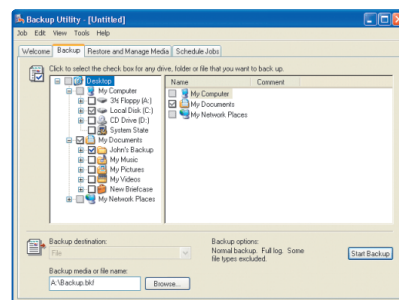 Backup Utility - [Untitled]
Job Edit View Tools Help
Welcome Backup Restore and Manage Media Schedule Jobs
Click to select the check box for any drive, folder or file that you want to back up.
Desktop
My Computer
3½ Floppy (A:)
Local Disk (C:)
CD Drive (D:)
System State
My Documents
John's Backup
My Music
My Pictures
My Videos
New Briefcase
My Network Places
Name Comment
My Computer
My Documents
My Network Places
Backup destination:
File
Backup media or file name:
A:\Backup.bkf
Browse...
Backup options:
Normal backup. Full log. Some
file types excluded.
Start Backup